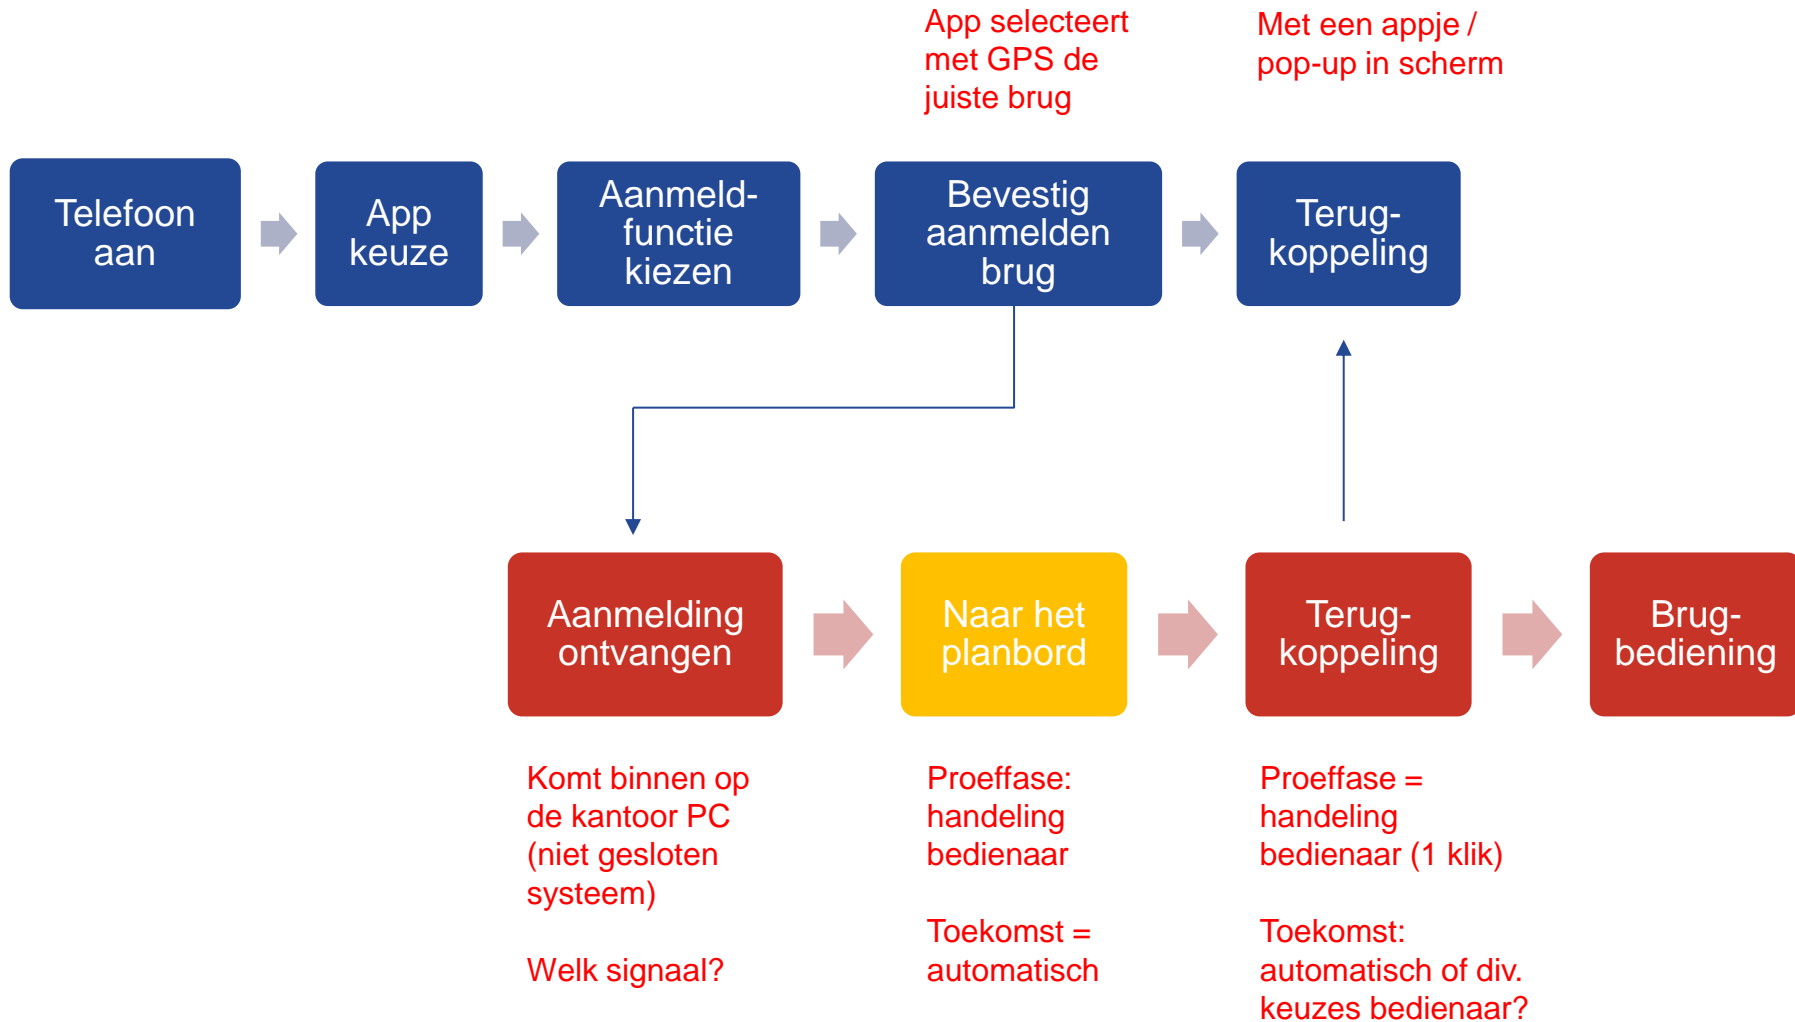 App selecteert
met GPS de
juiste brug
Met een appje /
pop-up in scherm
Telefoon
aan
App
keuze
Aanmeld-
functie
kiezen
Bevestig
aanmelden
brug
Terug-
koppeling
Aanmelding
ontvangen
Naar het
planbord
Terug-
koppeling
Brug-
bediening
Komt binnen op
de kantoor PC
(niet gesloten
systeem)
Welk signaal?
Proeffase:
handeling
bedienaar
Toekomst =
automatisch
Proeffase =
handeling
bedienaar (1 klik)
Toekomst:
automatisch of div.
keuzes bedienaar?